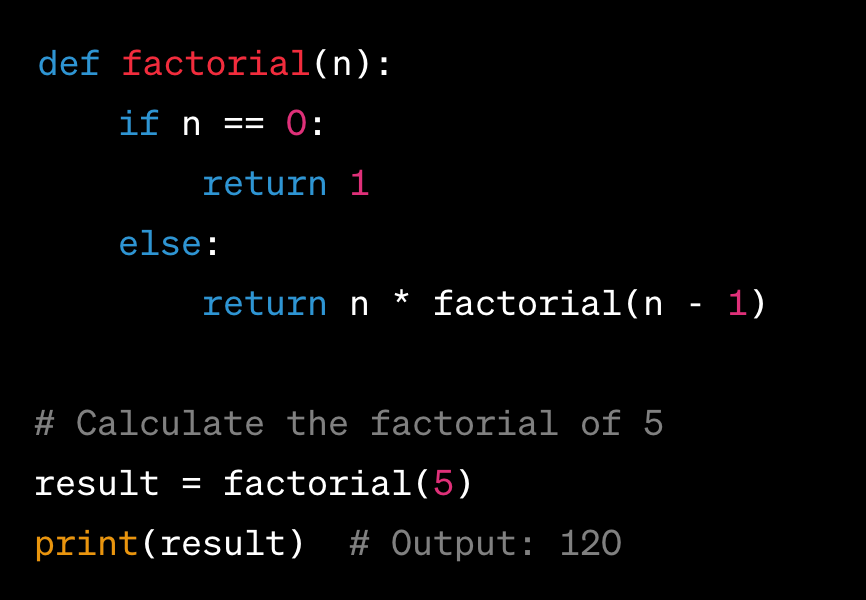 def factorial(n):
    if n == 0:
        return 1
    else:
        return n * factorial(n - 1)

# Calculate the factorial of 5
result = factorial(5)
print(result)  # Output: 120